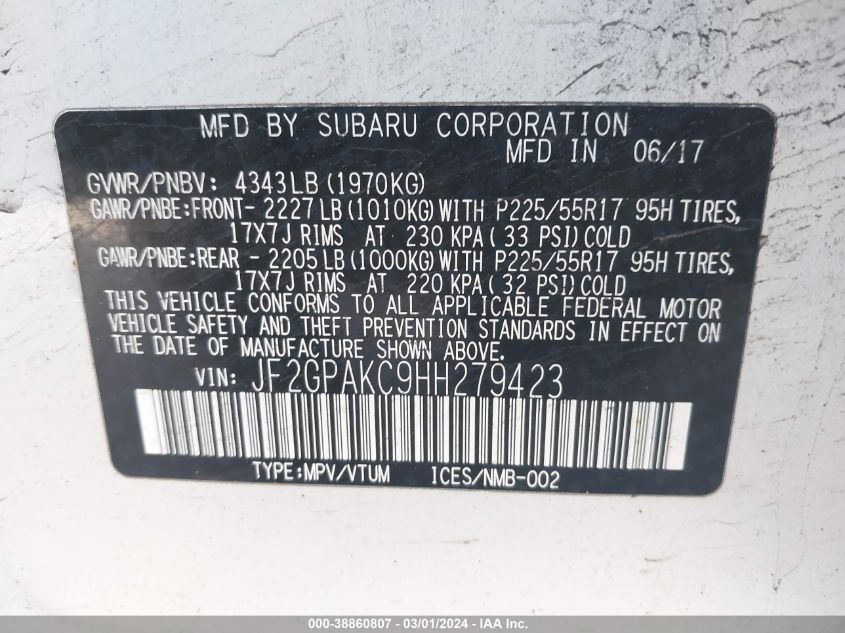 MFD BY SUBARU CORPORATION
MFD IN 06/17
GVWR/PNBV: 4343LB (1970KG)
GAWR/PNBE:FRONT- 2227LB (1010KG) WITH P225/55R17 95H TIRES,
17X7J RIMS AT 230 KPA ( 33 PSI) COLD
GAWR/PNBE:REAR - 2205LB (1000KG) WITH P225/55R17 95H TIRES,
17X7J RIMS AT 220 KPA ( 32 PSI) COLD
THIS VEHICLE CONFORMS TO ALL APPLICABLE FEDERAL MOTOR
VEHICLE SAFETY AND THEFT PREVENTION STANDARDS IN EFFECT ON
THE DATE OF MANUFACTURE SHOWN ABOVE.
VIN: JF2GPAKC9HH279423
TYPE:MPV/VTUM ICES/NMB-002
000-38860807 - 03/01/2024 - IAA Inc.